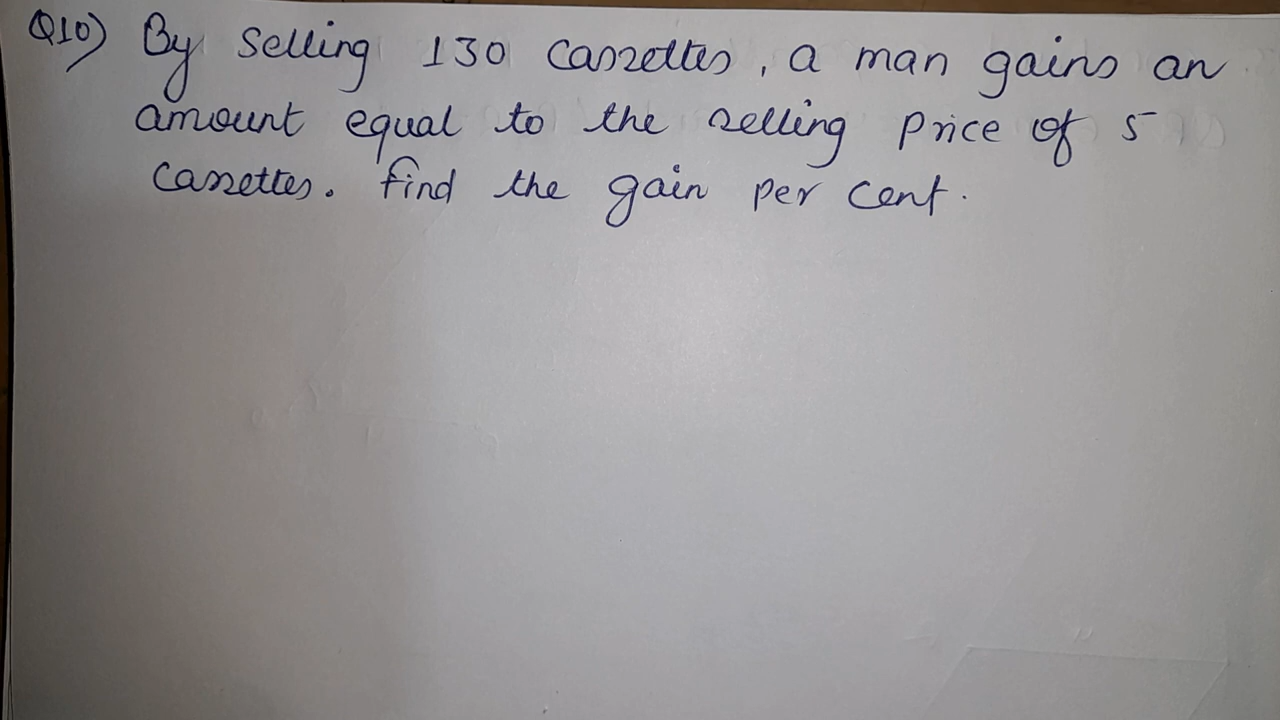 Q10) By selling 130 cassettes, a man gains an
amount equal to the selling price of 5
cassettes. find the gain per cent.